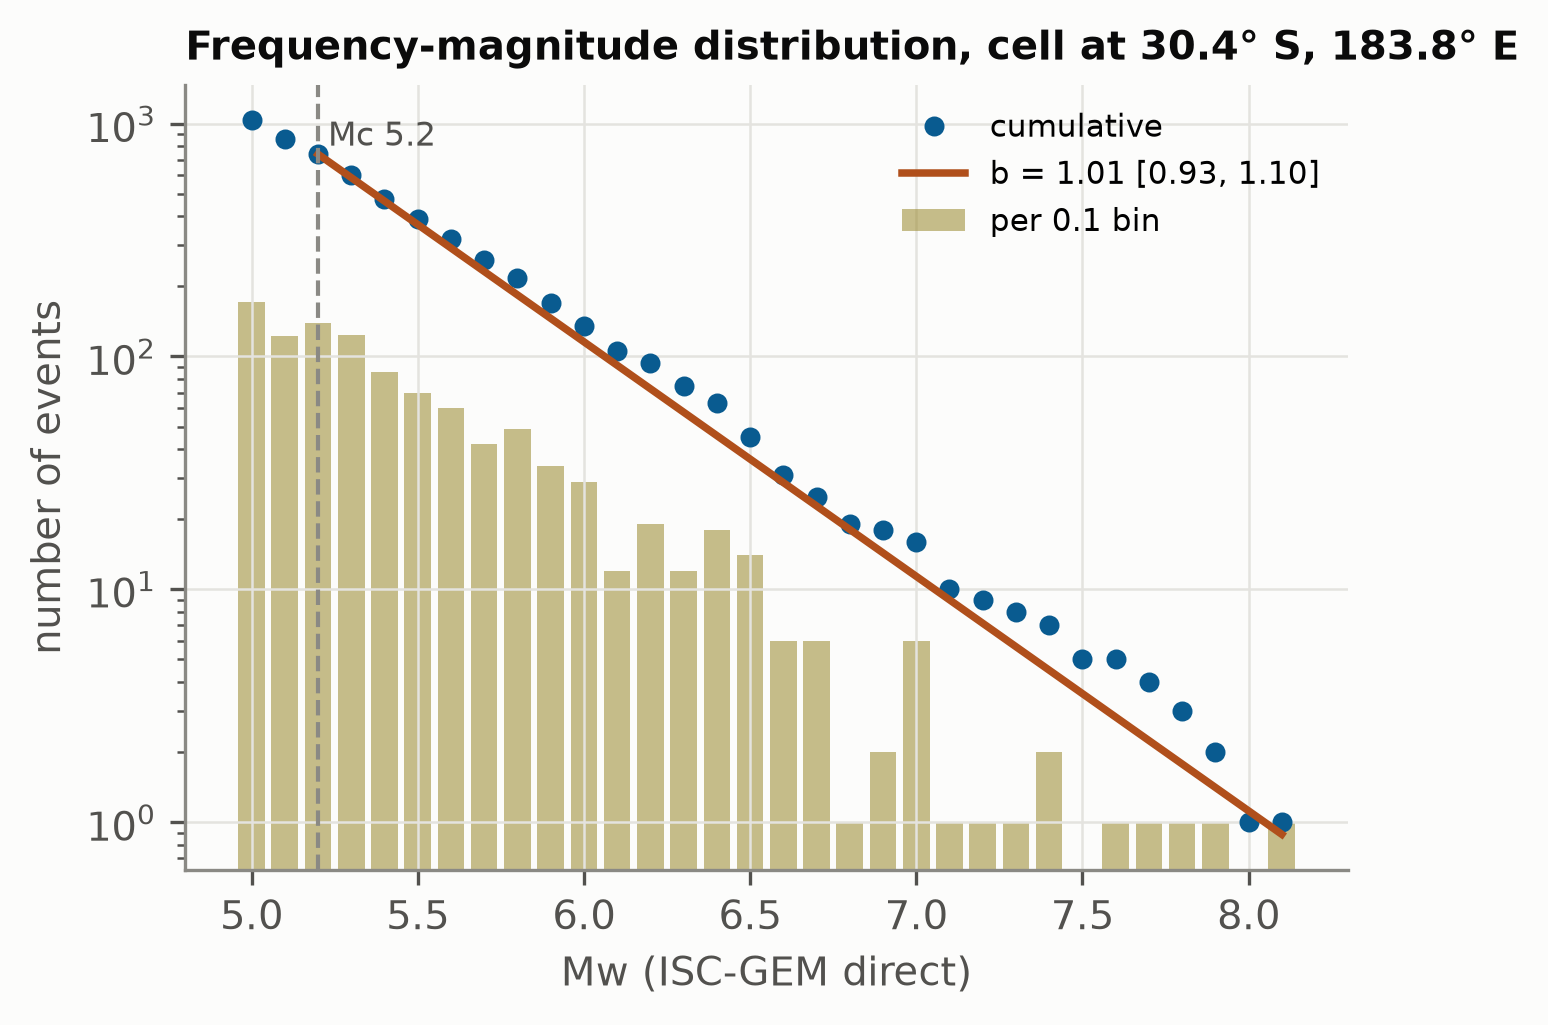 Frequency-magnitude distribution, cell at 30.4° S, 183.8° E
Mc 5.2
cumulative
b = 1.01 [0.93, 1.10]
per 0.1 bin
number of events
10³
10²
10¹
10⁰
5.0 5.5 6.0 6.5 7.0 7.5 8.0
Mw (ISC-GEM direct)